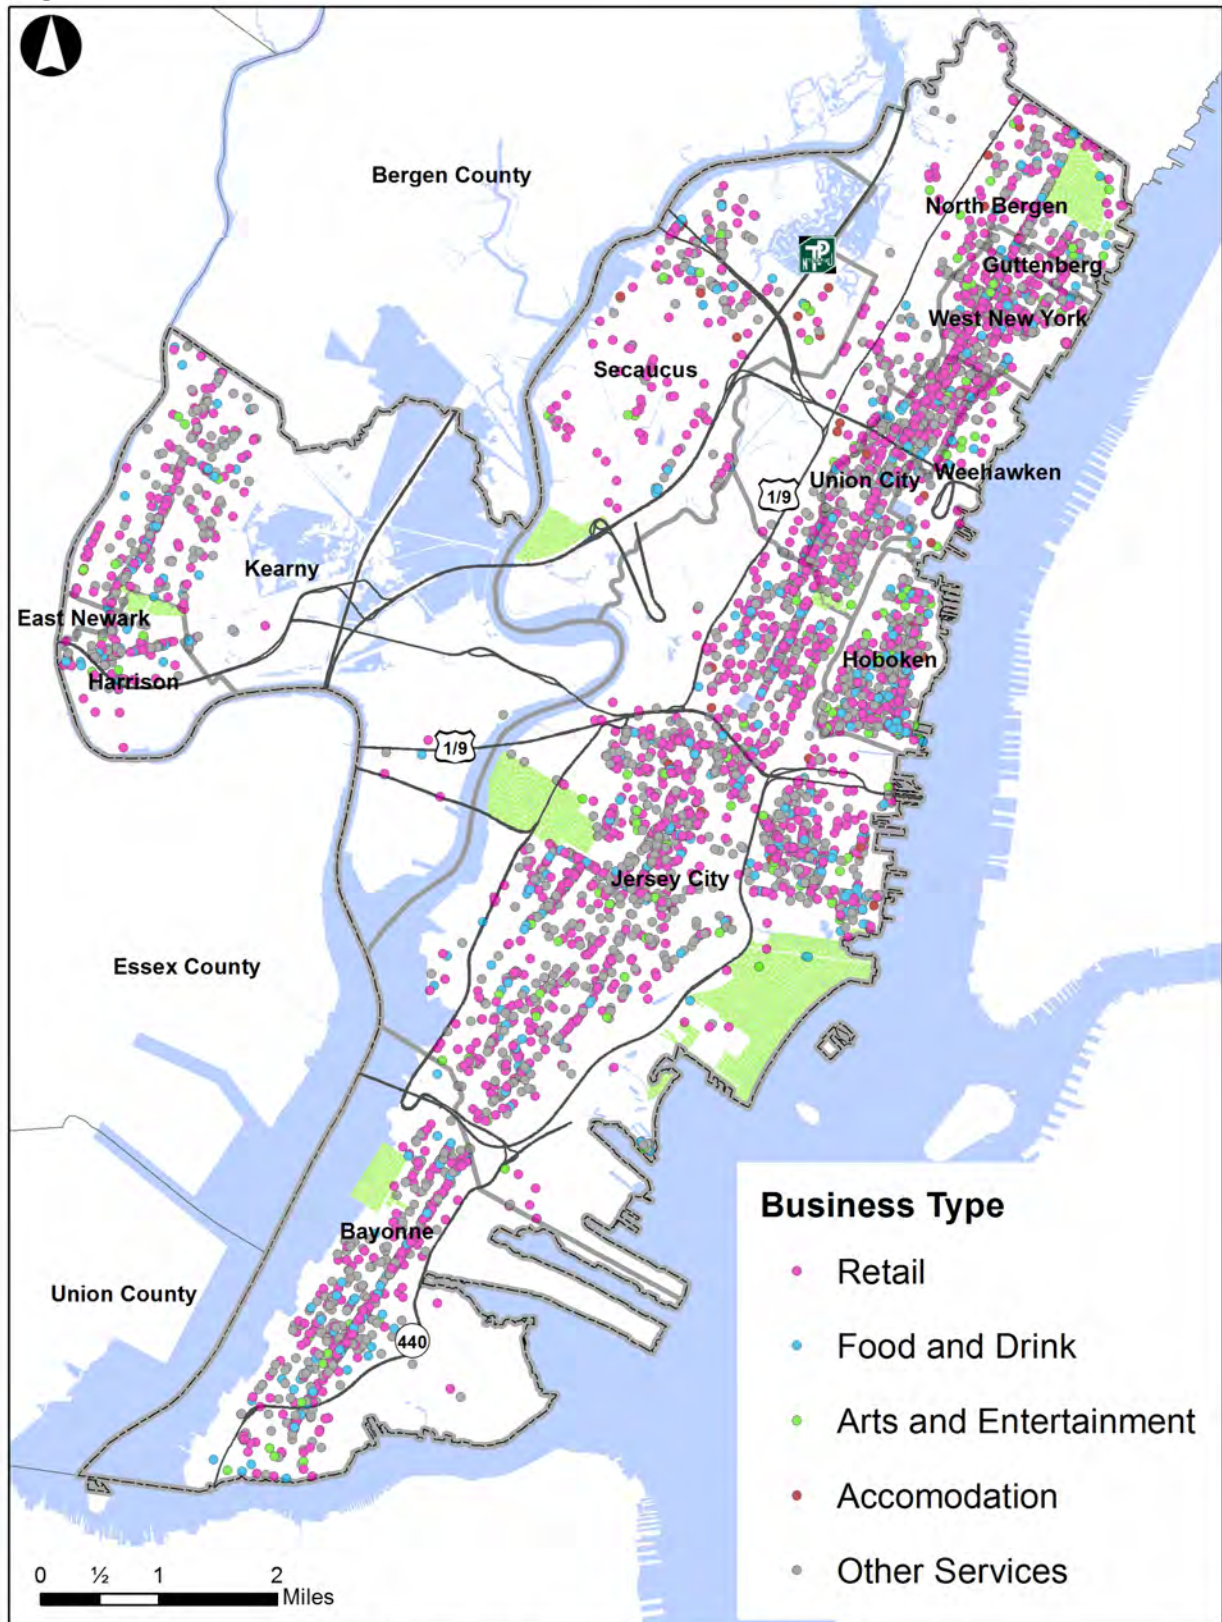 Bergen County
North Bergen
Guttenberg
West New York
Secaucus
Union City
Weehawken
1/9
Kearny
East Newark
Harrison
Hoboken
1/9
Jersey City
Essex County
Bayonne
Union County
440
Business Type
Retail
Food and Drink
Arts and Entertainment
Accomodation
Other Services
0 ½ 1 2
Miles